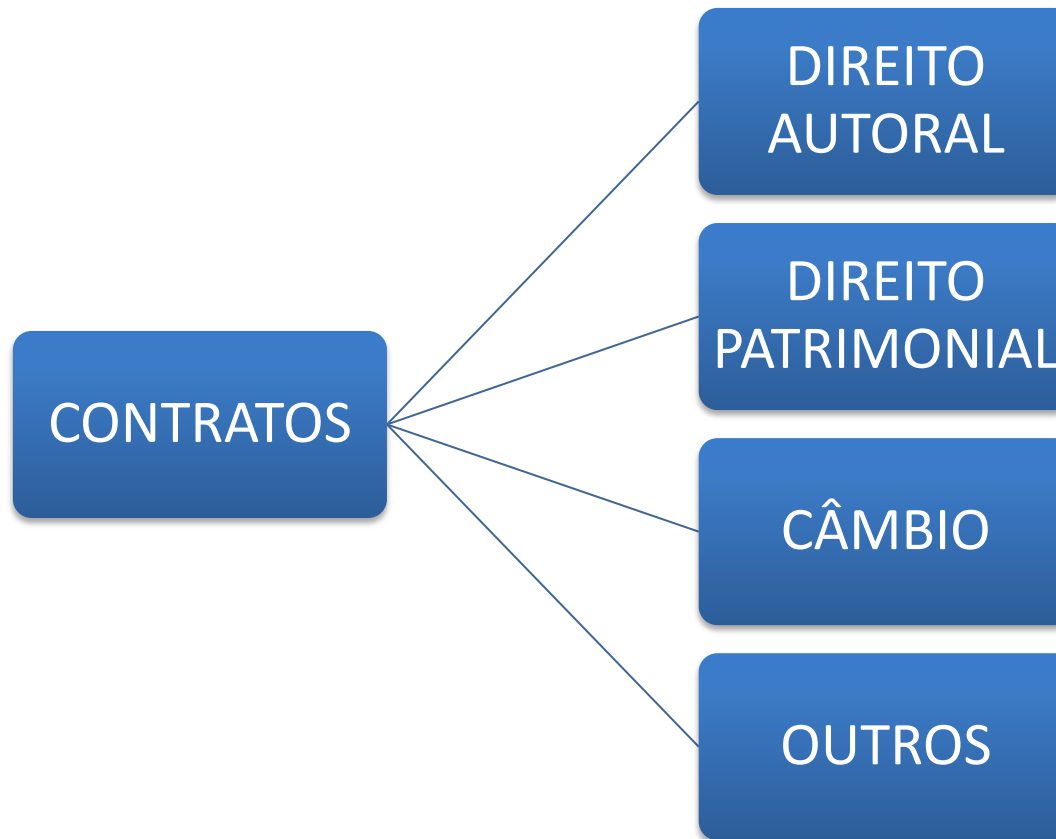 CONTRATOS
DIREITO
AUTORAL
DIREITO
PATRIMONIAL
CÂMBIO
OUTROS